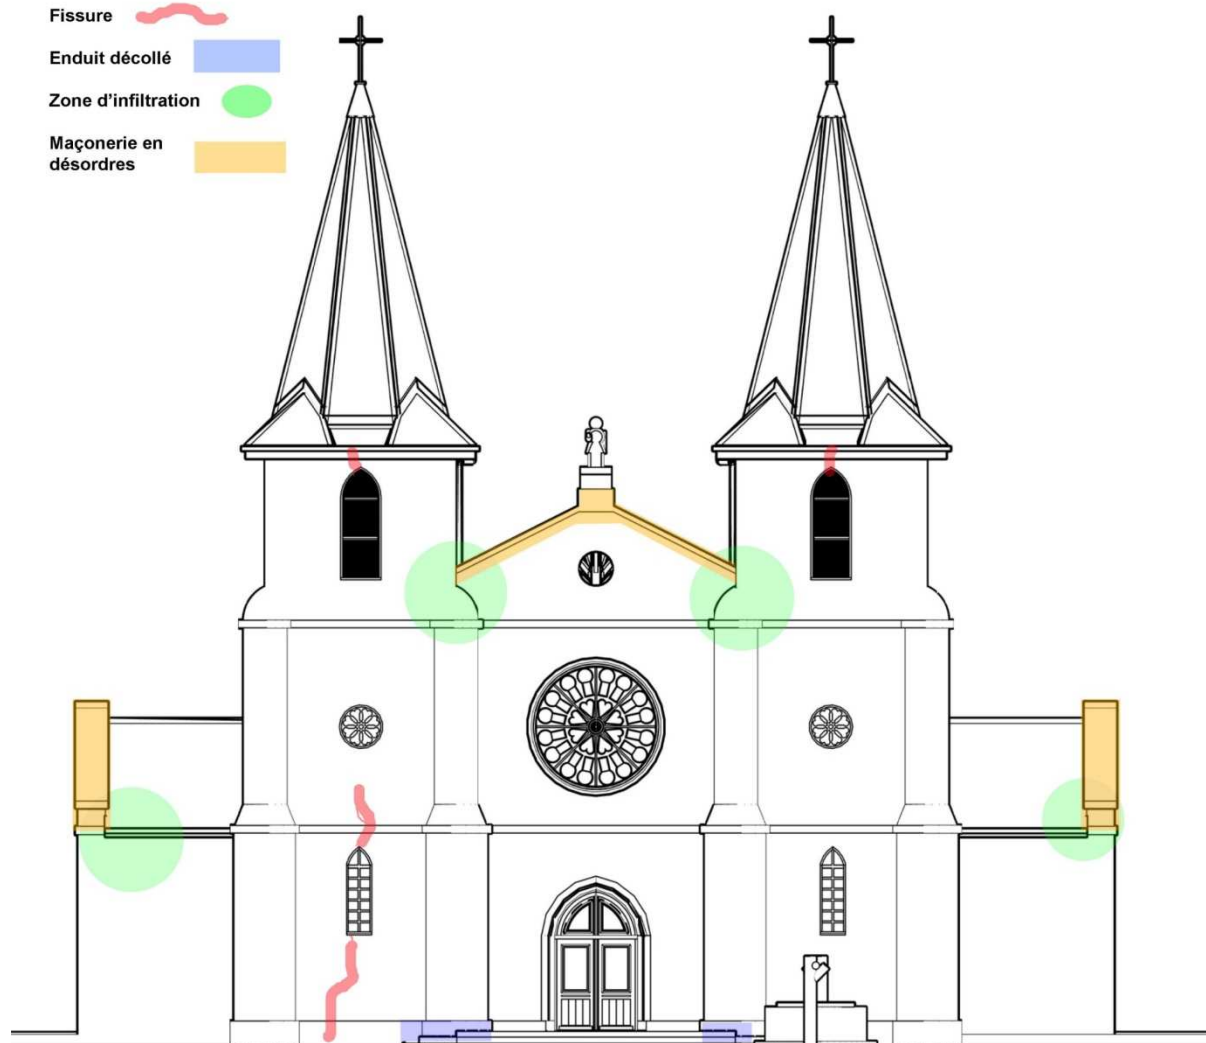 Fissure
Enduit décollé
Zone d'infiltration
Maçonerie en
désordres